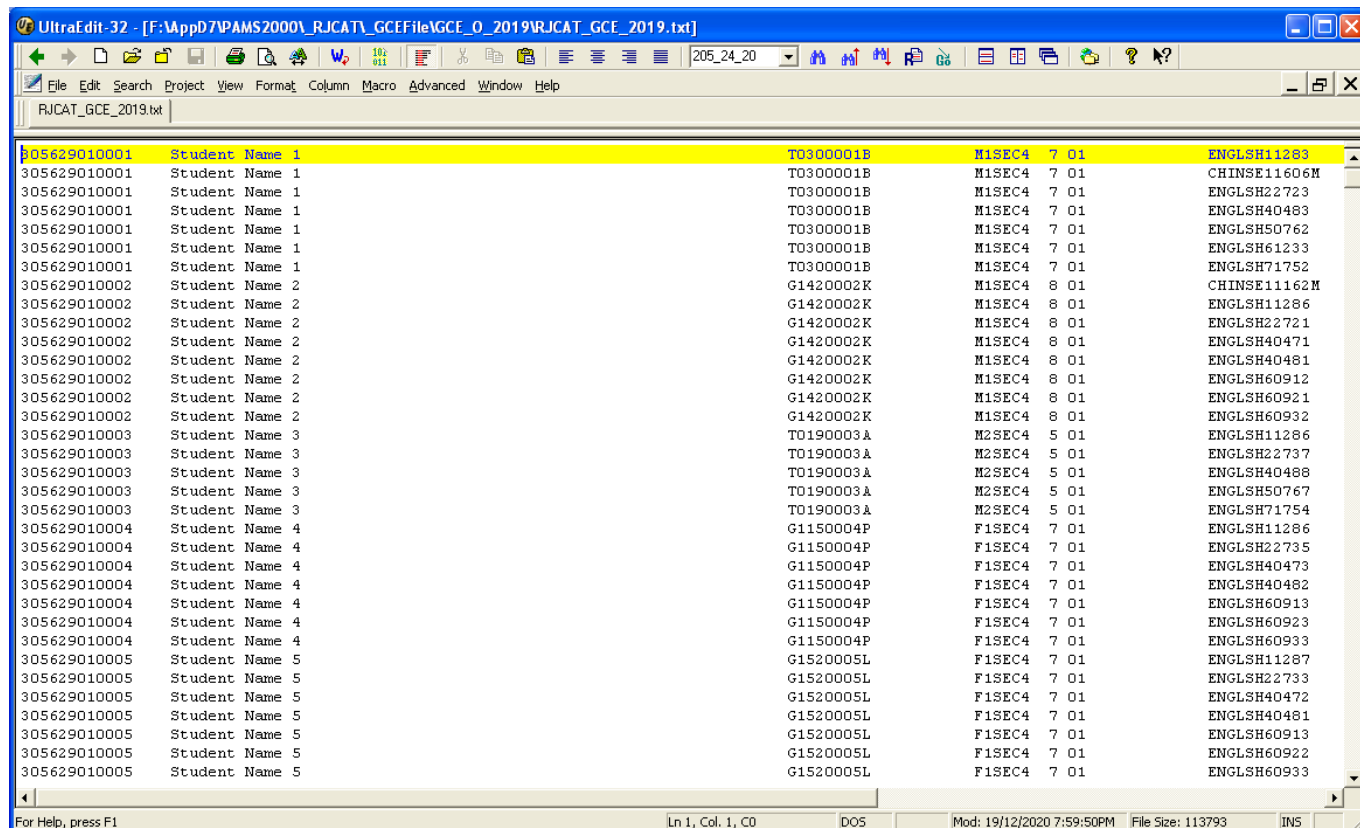 UltraEdit-32 - [F:\AppD7\PAMS2000\_RJCAT\_GCEFile\GCE_O_2019\RJCAT_GCE_2019.txt]
205_24_20
File Edit Search Project View Format Column Macro Advanced Window Help
RJCAT_GCE_2019.txt
305629010001 Student Name 1 T0300001B M1SEC4 7 01 ENGLSH11283
305629010001 Student Name 1 T0300001B M1SEC4 7 01 CHINSE11606M
305629010001 Student Name 1 T0300001B M1SEC4 7 01 ENGLSH22723
305629010001 Student Name 1 T0300001B M1SEC4 7 01 ENGLSH40483
305629010001 Student Name 1 T0300001B M1SEC4 7 01 ENGLSH50762
305629010001 Student Name 1 T0300001B M1SEC4 7 01 ENGLSH61233
305629010001 Student Name 1 T0300001B M1SEC4 7 01 ENGLSH71752
305629010002 Student Name 2 G1420002K M1SEC4 8 01 CHINSE11162M
305629010002 Student Name 2 G1420002K M1SEC4 8 01 ENGLSH11286
305629010002 Student Name 2 G1420002K M1SEC4 8 01 ENGLSH22721
305629010002 Student Name 2 G1420002K M1SEC4 8 01 ENGLSH40471
305629010002 Student Name 2 G1420002K M1SEC4 8 01 ENGLSH40481
305629010002 Student Name 2 G1420002K M1SEC4 8 01 ENGLSH60912
305629010002 Student Name 2 G1420002K M1SEC4 8 01 ENGLSH60921
305629010002 Student Name 2 G1420002K M1SEC4 8 01 ENGLSH60932
305629010003 Student Name 3 T0190003A M2SEC4 5 01 ENGLSH11286
305629010003 Student Name 3 T0190003A M2SEC4 5 01 ENGLSH22737
305629010003 Student Name 3 T0190003A M2SEC4 5 01 ENGLSH40488
305629010003 Student Name 3 T0190003A M2SEC4 5 01 ENGLSH50767
305629010003 Student Name 3 T0190003A M2SEC4 5 01 ENGLSH71754
305629010004 Student Name 4 G1150004P F1SEC4 7 01 ENGLSH11286
305629010004 Student Name 4 G1150004P F1SEC4 7 01 ENGLSH22735
305629010004 Student Name 4 G1150004P F1SEC4 7 01 ENGLSH40473
305629010004 Student Name 4 G1150004P F1SEC4 7 01 ENGLSH40482
305629010004 Student Name 4 G1150004P F1SEC4 7 01 ENGLSH60913
305629010004 Student Name 4 G1150004P F1SEC4 7 01 ENGLSH60923
305629010004 Student Name 4 G1150004P F1SEC4 7 01 ENGLSH60933
305629010005 Student Name 5 G1520005L F1SEC4 7 01 ENGLSH11287
305629010005 Student Name 5 G1520005L F1SEC4 7 01 ENGLSH22733
305629010005 Student Name 5 G1520005L F1SEC4 7 01 ENGLSH40472
305629010005 Student Name 5 G1520005L F1SEC4 7 01 ENGLSH40481
305629010005 Student Name 5 G1520005L F1SEC4 7 01 ENGLSH60913
305629010005 Student Name 5 G1520005L F1SEC4 7 01 ENGLSH60922
305629010005 Student Name 5 G1520005L F1SEC4 7 01 ENGLSH60933
For Help, press F1 Ln 1, Col. 1, C0 DOS Mod: 19/12/2020 7:59:50PM File Size: 113793 INS